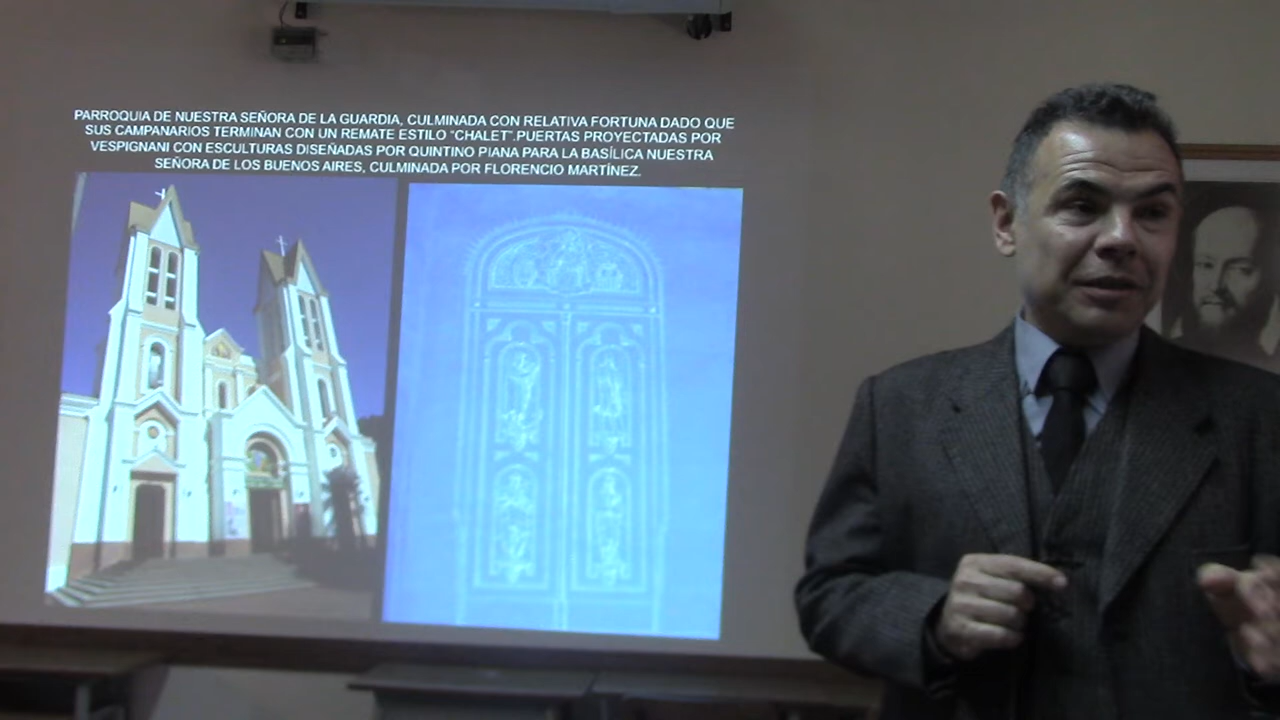 PARROQUIA DE NUESTRA SEÑORA DE LA GUARDIA, CULMINADA CON RELATIVA FORTUNA DADO QUE
SUS CAMPANARIOS TERMINAN CON UN REMATE ESTILO "CHALET".PUERTAS PROYECTADAS POR
VESPIGNANI CON ESCULTURAS DISEÑADAS POR QUINTINO PIANA PARA LA BASÍLICA NUESTRA
SEÑORA DE LOS BUENOS AIRES, CULMINADA POR FLORENCIO MARTÍNEZ.